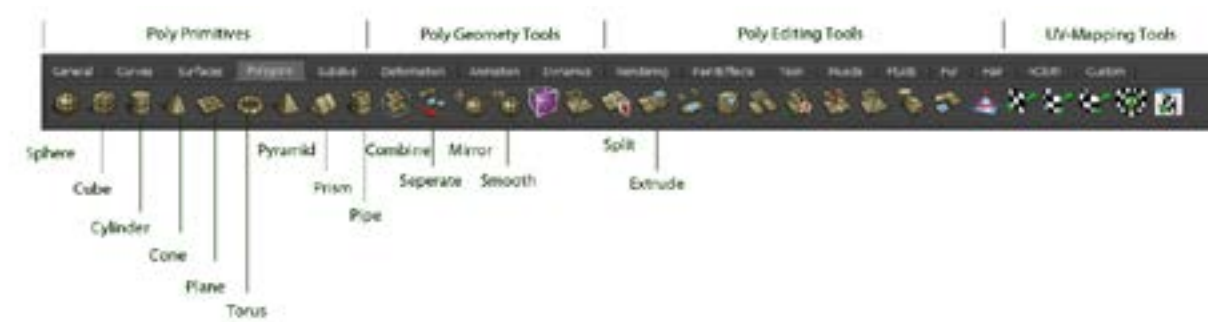 Poly Primitives Poly Geomety Tools Poly Editing Tools UV-Mapping Tools
General Curves Surfaces Polygons Subdivs Deformation Animation Dynamics Rendering PaintEffects Toon Muscle Fluids Fur Hair nCloth Custom
Sphere Pyramid Combine Mirror Split
Cube Prism Seperate Smooth Extrude
Pipe
Cylinder
Cone
Plane
Torus